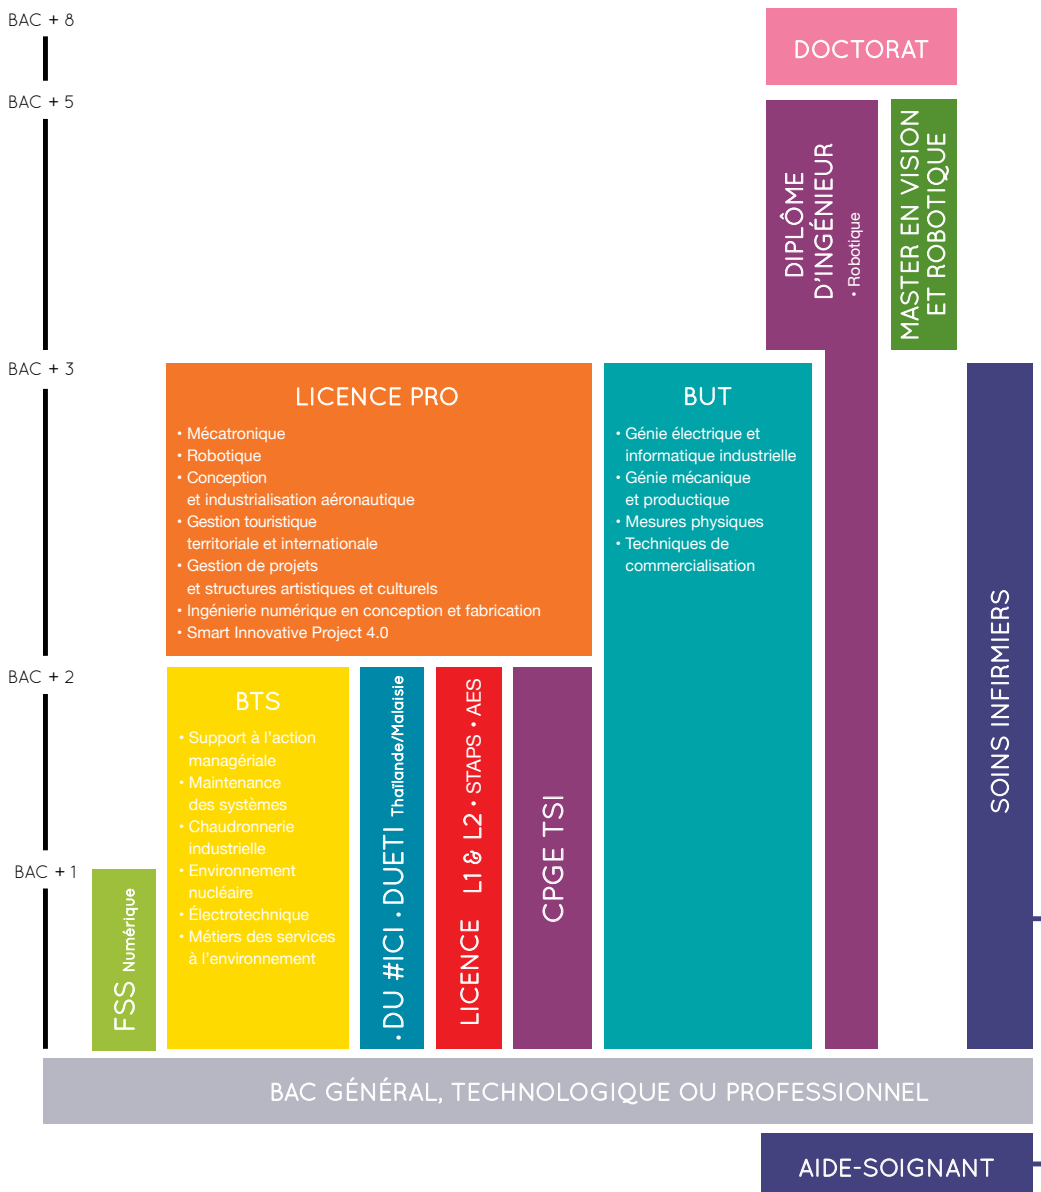 BAC + 8
DOCTORAT
BAC + 5
DIPLÔME
D'INGÉNIEUR
• Robotique
MASTER EN VISION
ET ROBOTIQUE
BAC + 3
LICENCE PRO
• Mécatronique
• Robotique
• Conception
et industrialisation aéronautique
• Gestion touristique
territoriale et internationale
• Gestion de projets
et structures artistiques et culturels
• Ingénierie numérique en conception et fabrication
• Smart Innovative Project 4.0
BUT
• Génie électrique et
informatique industrielle
• Génie mécanique
et productique
• Mesures physiques
• Techniques de
commercialisation
SOINS INFIRMIERS
BAC + 2
BTS
• Support à l'action
managériale
• Maintenance
des systèmes
• Chaudronnerie
industrielle
• Environnement
nucléaire
• Électrotechnique
• Métiers des services
à l'environnement
• DU #ICI • DUETI Thaïlande/Malaisie
LICENCE L1 & L2 • STAPS • AES
CPGE TSI
BAC + 1
FSS Numérique
BAC GÉNÉRAL, TECHNOLOGIQUE OU PROFESSIONNEL
AIDE-SOIGNANT